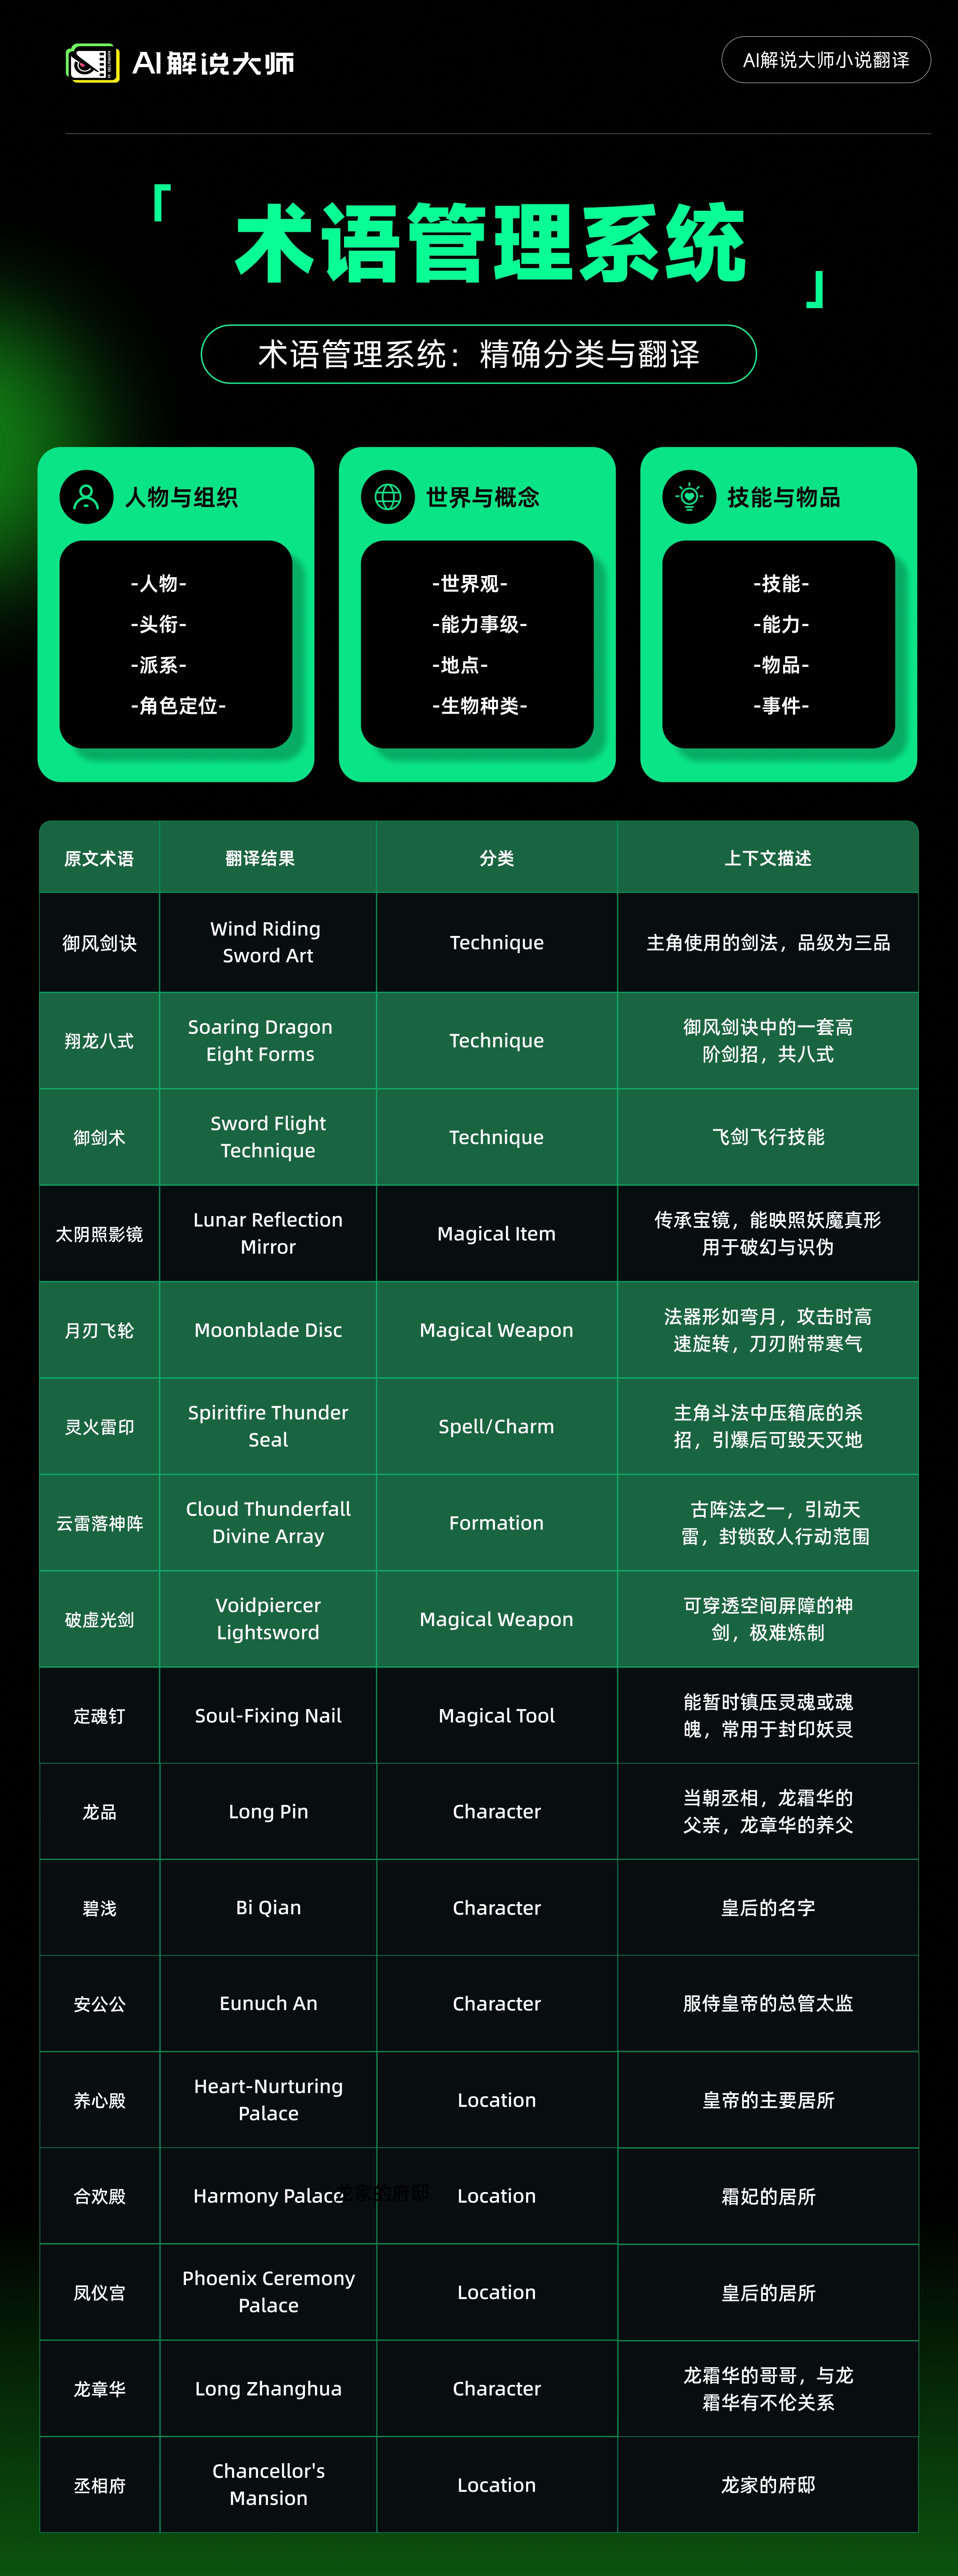 AI解说大师
AI解说大师小说翻译
「术语管理系统」
术语管理系统：精确分类与翻译
人物与组织
-人物-
-头衔-
-派系-
-角色定位-
世界与概念
-世界观-
-能力事级-
-地点-
-生物种类-
技能与物品
-技能-
-能力-
-物品-
-事件-
原文术语 翻译结果 分类 上下文描述
御风剑诀
Wind Riding
Sword Art
Technique
主角使用的剑法，品级为三品
翔龙八式
Soaring Dragon
Eight Forms
Technique
御风剑诀中的一套高
阶剑招，共八式
御剑术
Sword Flight
Technique
Technique
飞剑飞行技能
太阴照影镜
Lunar Reflection
Mirror
Magical Item
传承宝镜，能映照妖魔真形
用于破幻与识伪
月刃飞轮
Moonblade Disc
Magical Weapon
法器形如弯月，攻击时高
速旋转，刀刃附带寒气
灵火雷印
Spiritfire Thunder
Seal
Spell/Charm
主角斗法中压箱底的杀
招，引爆后可毁天灭地
云雷落神阵
Cloud Thunderfall
Divine Array
Formation
古阵法之一，引动天
雷，封锁敌人行动范围
破虚光剑
Voidpiercer
Lightsword
Magical Weapon
可穿透空间屏障的神
剑，极难炼制
定魂钉
Soul-Fixing Nail
Magical Tool
能暂时镇压灵魂或魂
魄，常用于封印妖灵
龙品
Long Pin
Character
当朝丞相，龙霜华的
父亲，龙章华的养父
碧浅
Bi Qian
Character
皇后的名字
安公公
Eunuch An
Character
服侍皇帝的总管太监
养心殿
Heart-Nurturing
Palace
Location
皇帝的主要居所
合欢殿
Harmony Palace
龙家的府邸
Location
霜妃的居所
凤仪宫
Phoenix Ceremony
Palace
Location
皇后的居所
龙章华
Long Zhanghua
Character
龙霜华的哥哥，与龙
霜华有不伦关系
丞相府
Chancellor's
Mansion
Location
龙家的府邸